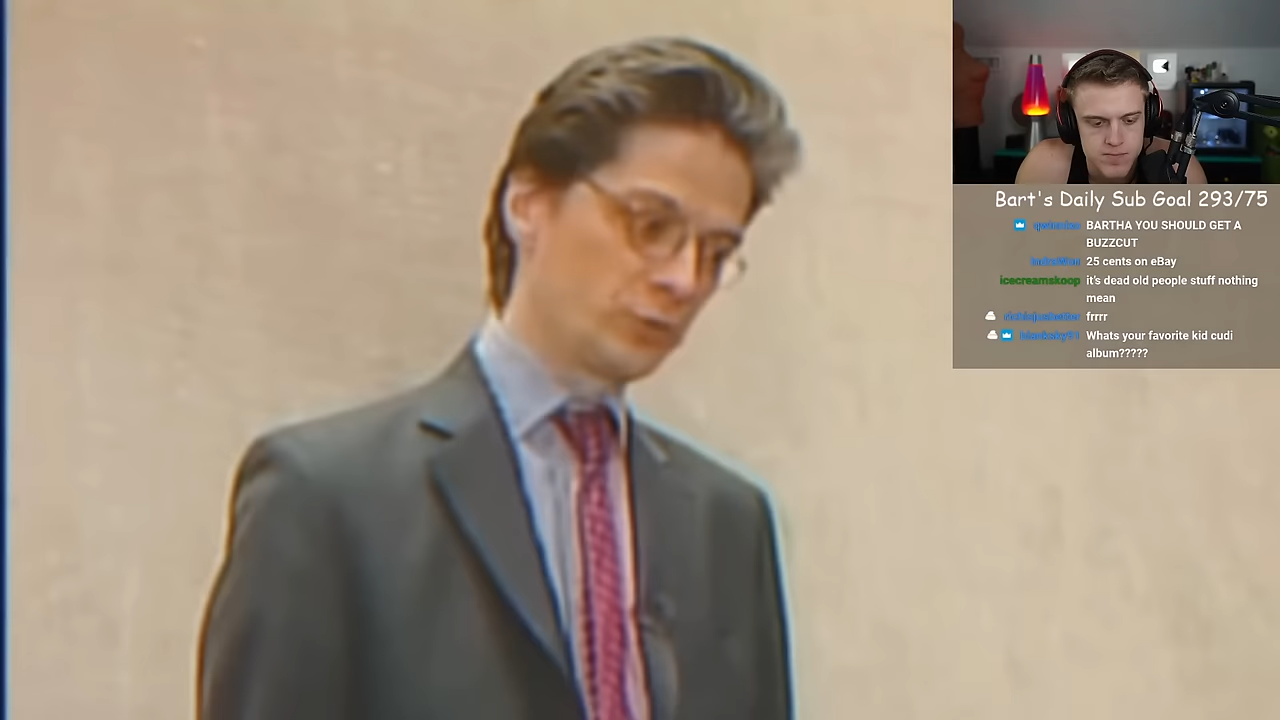 Bart's Daily Sub Goal 293/75
BARTHA YOU SHOULD GET A
BUZZCUT
25 cents on eBay
icecreamskoop it's dead old people stuff nothing
mean
frrrr
Whats your favorite kid cudi
album?????